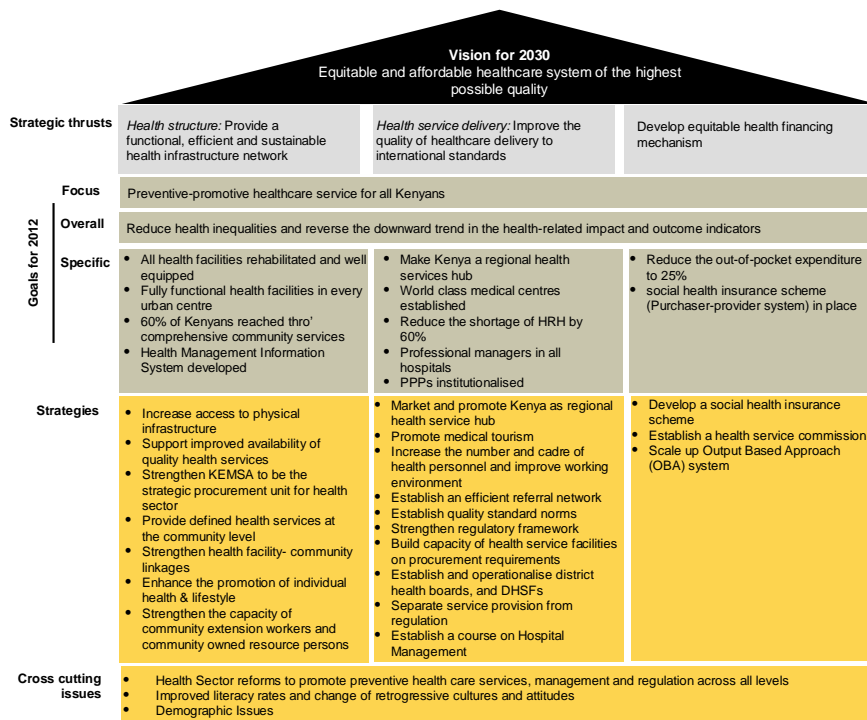 Vision for 2030
Equitable and affordable healthcare system of the highest
possible quality
Strategic thrusts
Health structure: Provide a
functional, efficient and sustainable
health infrastructure network
Health service delivery: Improve the
quality of healthcare delivery to
international standards
Develop equitable health financing
mechanism
Goals for 2012
Focus
Preventive-promotive healthcare service for all Kenyans
Overall
Reduce health inequalities and reverse the downward trend in the health-related impact and outcome indicators
Specific
• All health facilities rehabilitated and well
equipped
• Fully functional health facilities in every
urban centre
• 60% of Kenyans reached thro'
comprehensive community services
• Health Management Information
System developed
• Make Kenya a regional health
services hub
• World class medical centres
established
• Reduce the shortage of HRH by
60%
• Professional managers in all
hospitals
• PPPs institutionalised
• Reduce the out-of-pocket expenditure
to 25%
• social health insurance scheme
(Purchaser-provider system) in place
Strategies
• Increase access to physical
infrastructure
• Support improved availability of
quality health services
• Strengthen KEMSA to be the
strategic procurement unit for health
sector
• Provide defined health services at
the community level
• Strengthen health facility- community
linkages
• Enhance the promotion of individual
health & lifestyle
• Strengthen the capacity of
community extension workers and
community owned resource persons
• Market and promote Kenya as regional
health service hub
• Promote medical tourism
• Increase the number and cadre of
health personnel and improve working
environment
• Establish an efficient referral network
• Establish quality standard norms
• Strengthen regulatory framework
• Build capacity of health service facilities
on procurement requirements
• Establish and operationalise district
health boards, and DHSFs
• Separate service provision from
regulation
• Establish a course on Hospital
Management
• Develop a social health insurance
scheme
• Establish a health service commission
• Scale up Output Based Approach
(OBA) system
Cross cutting
issues
• Health Sector reforms to promote preventive health care services, management and regulation across all levels
• Improved literacy rates and change of retrogressive cultures and attitudes
• Demographic Issues